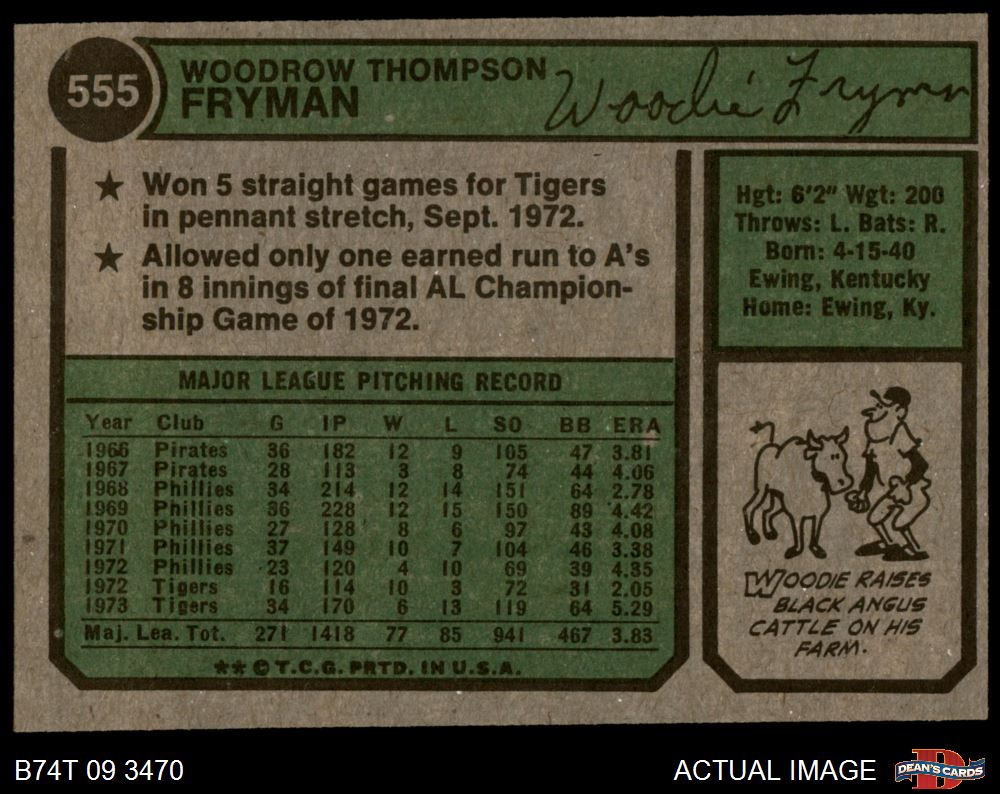 555
WOODROW THOMPSON
FRYMAN
Woodie Fryman
★ Won 5 straight games for Tigers
in pennant stretch, Sept. 1972.
★ Allowed only one earned run to A's
in 8 innings of final AL Champion-
ship Game of 1972.
Hgt: 6'2" Wgt: 200
Throws: L. Bats: R.
Born: 4-15-40
Ewing, Kentucky
Home: Ewing, Ky.
MAJOR LEAGUE PITCHING RECORD
Year Club G IP W L SO BB ERA
1966 Pirates 36 182 12 9 105 47 3.81
1967 Pirates 28 113 3 8 74 44 4.06
1968 Phillies 34 214 12 14 151 64 2.78
1969 Phillies 36 228 12 15 150 89 4.42
1970 Phillies 27 128 8 6 97 43 4.08
1971 Phillies 37 149 10 7 104 46 3.38
1972 Phillies 23 120 4 10 69 39 4.35
1972 Tigers 16 114 10 3 72 31 2.05
1973 Tigers 34 170 6 13 119 64 5.29
Maj. Lea. Tot. 271 1418 77 85 941 467 3.83
★★ © T.C.G. PRTD. IN U.S.A.
WOODIE RAISES
BLACK ANGUS
CATTLE ON HIS
FARM.
B74T 09 3470
ACTUAL IMAGE
DEAN'S CARDS